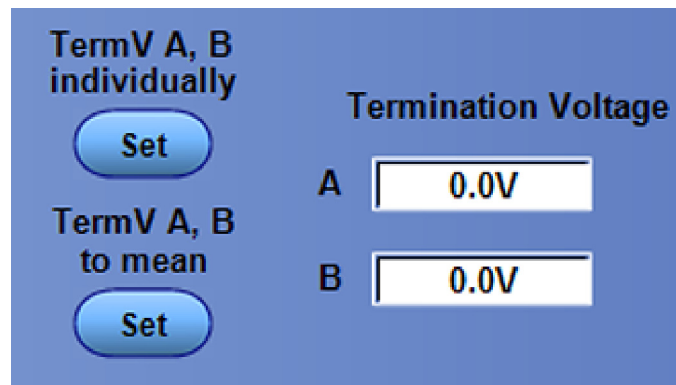 TermV A, B
individually
Set
TermV A, B
to mean
Set
Termination Voltage
A 0.0V
B 0.0V